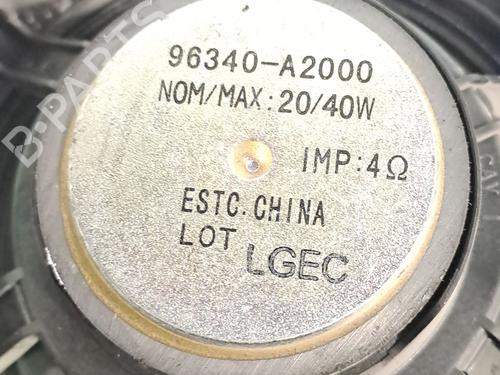 96340-A2000
NOM/MAX:20/40W
IMP:4Ω
ESTC:CHINA
LOT LGEC
B-PARTS